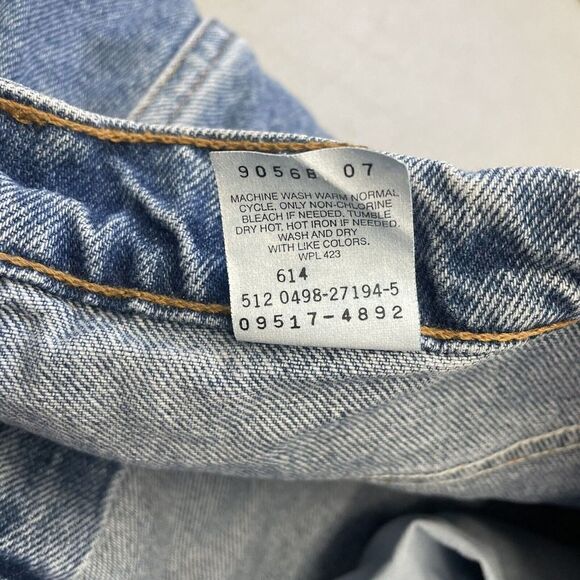 90568 07
MACHINE WASH WARM NORMAL
CYCLE. ONLY NON-CHLORINE
BLEACH IF NEEDED. TUMBLE
DRY HOT. HOT IRON IF NEEDED.
WASH AND DRY
WITH LIKE COLORS.
WPL 423
614
512 0498-27194-5
09517-4892